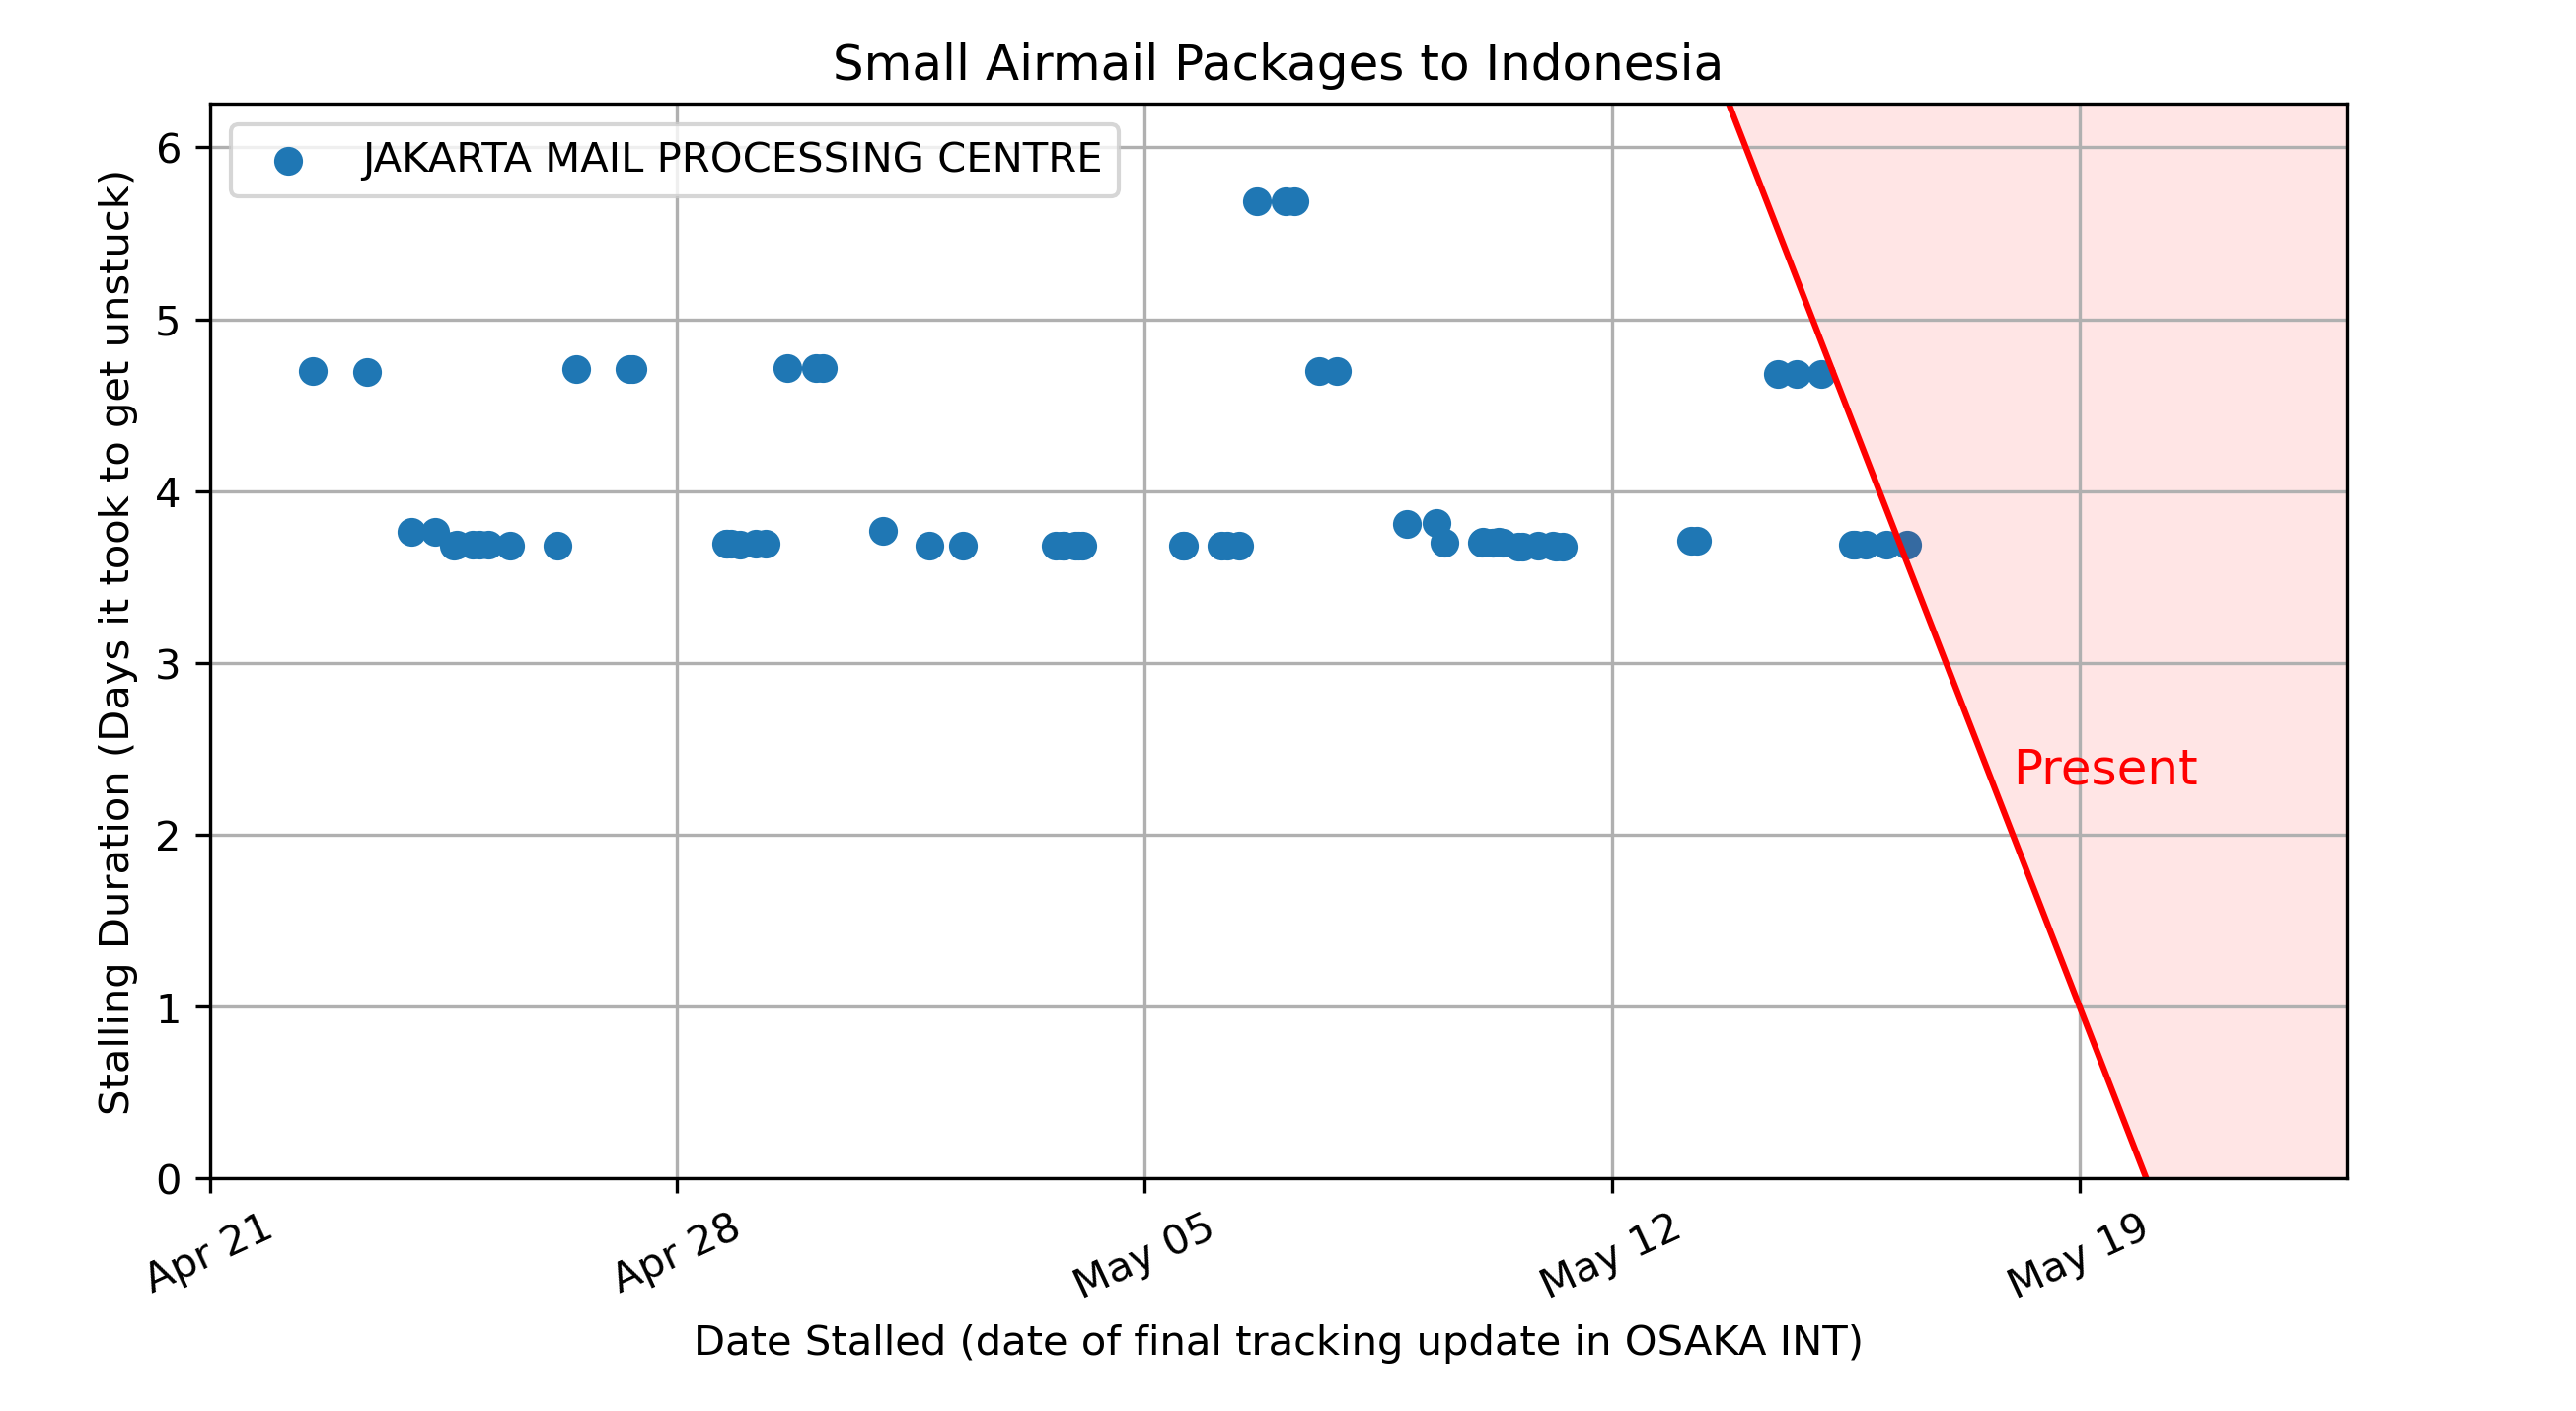 Small Airmail Packages to Indonesia
JAKARTA MAIL PROCESSING CENTRE
Stalling Duration (Days it took to get unstuck)
6
5
4
3
2
1
0
Present
Apr 21
Apr 28
May 05
May 12
May 19
Date Stalled (date of final tracking update in OSAKA INT)